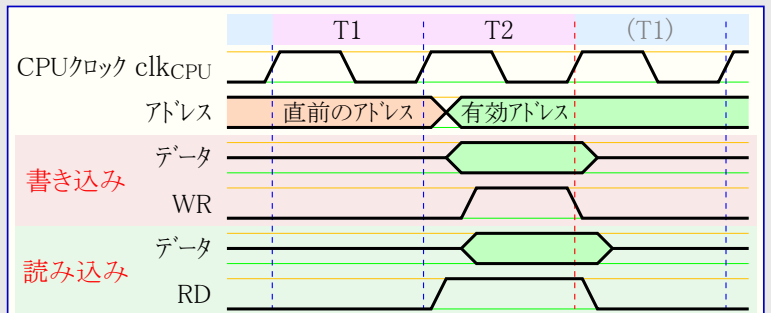 T1 T2 (T1)
CPUクロック clkCPU
アドレス 直前のアドレス 有効アドレス
書き込み
データ
WR
読み込み
データ
RD